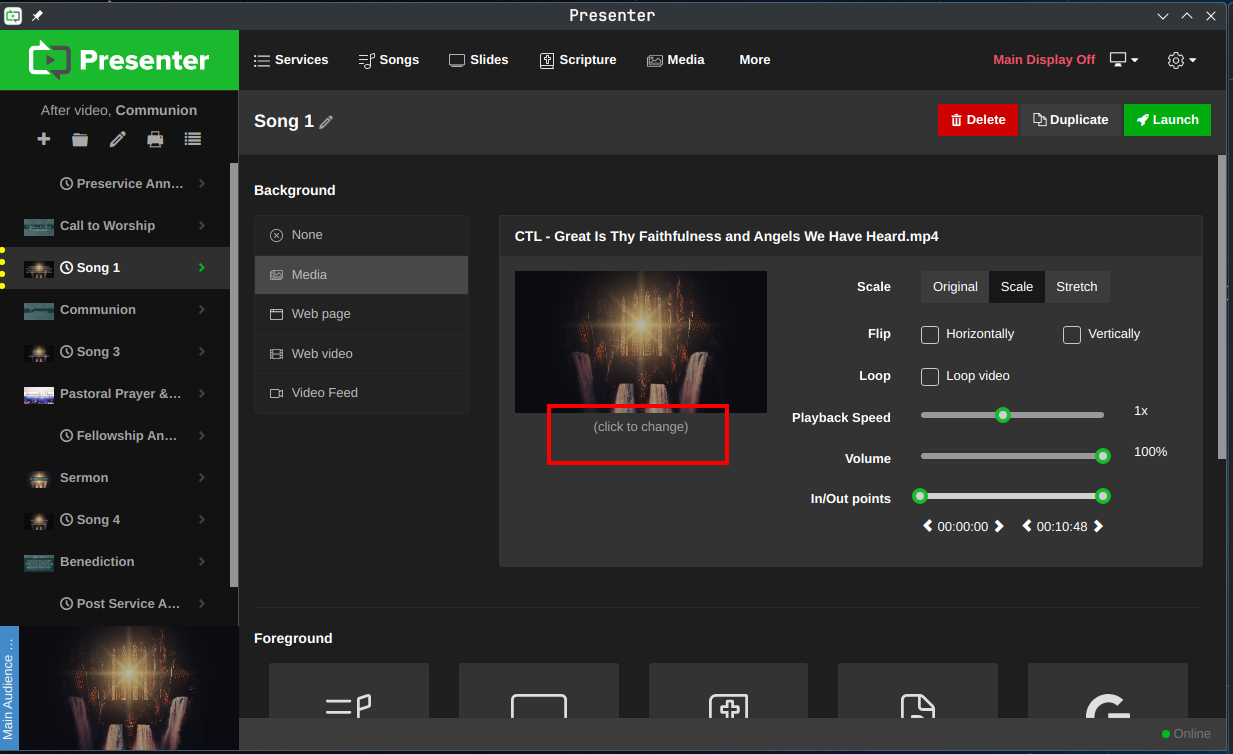 Presenter
Presenter
Services
Songs
Slides
Scripture
Media
More
Main Display Off
After video, Communion
Song 1
Delete
Duplicate
Launch
Preservice Ann…
Call to Worship
Song 1
Communion
Song 3
Pastoral Prayer &…
Fellowship An…
Sermon
Song 4
Benediction
Post Service A…
Main Audience …
Background
None
Media
Web page
Web video
Video Feed
CTL - Great Is Thy Faithfulness and Angels We Have Heard.mp4
(click to change)
Scale
Original
Scale
Stretch
Flip
Horizontally
Vertically
Loop
Loop video
Playback Speed
1x
Volume
100%
In/Out points
00:00:00
00:10:48
Foreground
Online